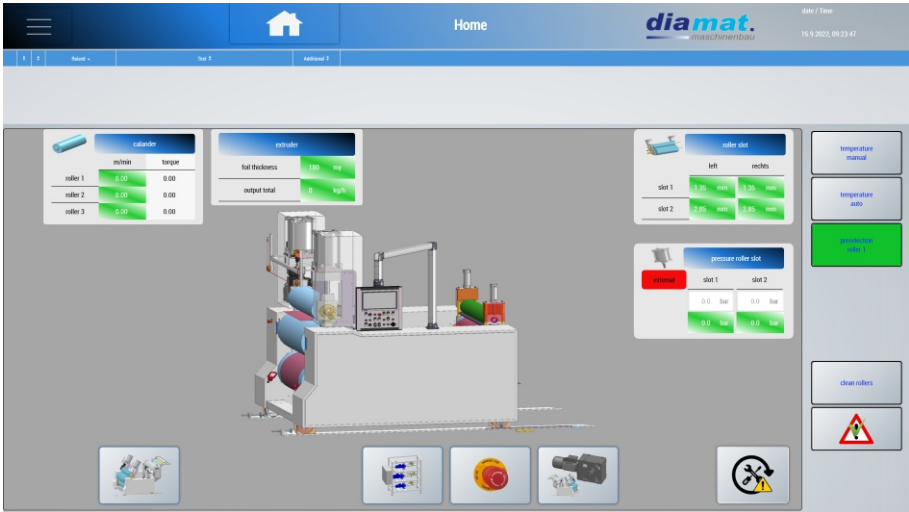 Home
diamat.
maschinenbau
date / Time
15.9.2022, 09:23:47
Text
Additional
calander
m/min torque
roller 1 0.00 0.00
roller 2 0.00 0.00
roller 3 0.00 0.00
extruder
foil thickness 180 my
output total 0 kg/h
roller slot
left rechts
slot 1 1.35 mm 1.35 mm
slot 2 2.85 mm 2.85 mm
pressure roller slot
external slot 1 slot 2
0.0 bar 0.0 bar
0.0 bar 0.0 bar
temperature
manual
temperature
auto
preselection
roller 1
clean rollers